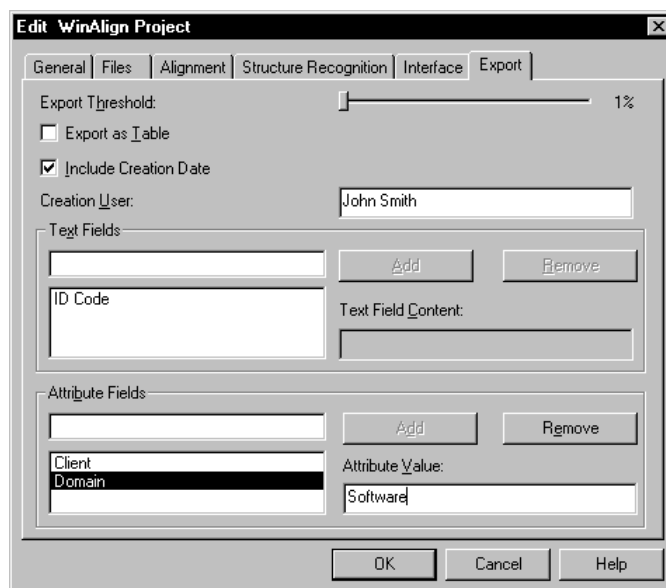 Edit WinAlign Project
General Files Alignment Structure Recognition Interface Export
Export Threshold: 1%
Export as Table
Include Creation Date
Creation User: John Smith
Text Fields
Add Remove
ID Code
Text Field Content:
Attribute Fields
Add Remove
Client
Attribute Value:
Domain
Software
OK Cancel Help